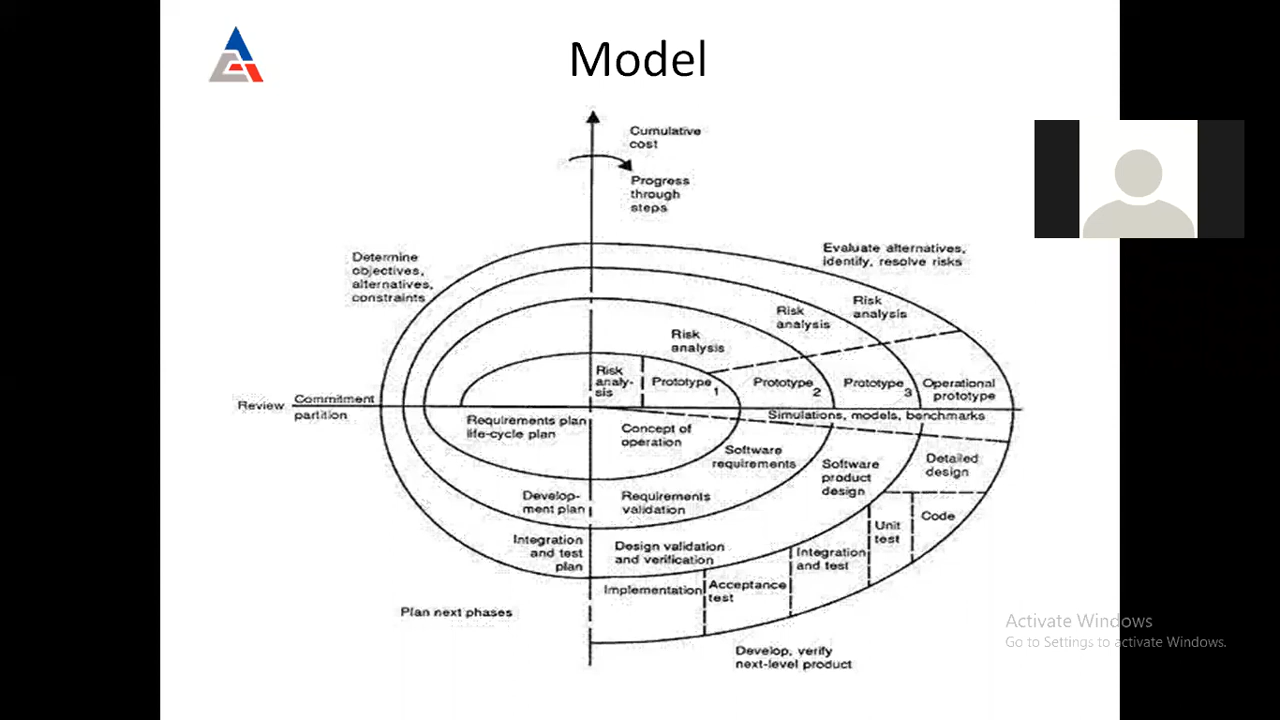 Model
Cumulative
cost
Progress
through
steps
Determine
objectives,
alternatives,
constraints
Evaluate alternatives,
identify, resolve risks
Risk
analysis
Risk
analysis
Risk
analysis
Risk
analy-
sis
Prototype
1
Prototype
2
Prototype
3
Operational
prototype
Review
Commitment
partition
Simulations, models, benchmarks
Requirements plan
life-cycle plan
Concept of
operation
Software
requirements
Software
product
design
Detailed
design
Develop-
ment plan
Requirements
validation
Code
Unit
test
Integration
and test
plan
Design validation
and verification
Integration
and test
Implementation
Acceptance
test
Plan next phases
Develop, verify
next-level product
Activate Windows
Go to Settings to activate Windows.